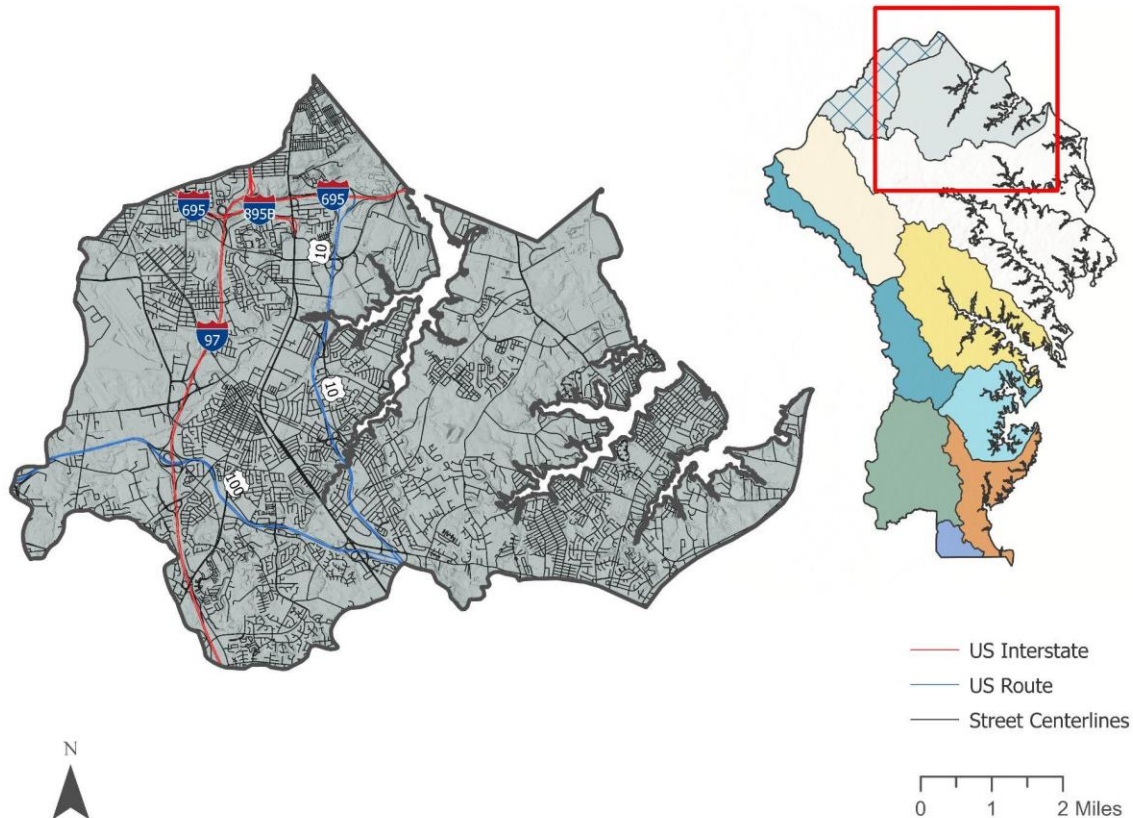 695
895B
695
10
97
10
100
US Interstate
US Route
Street Centerlines
N
0 1 2 Miles